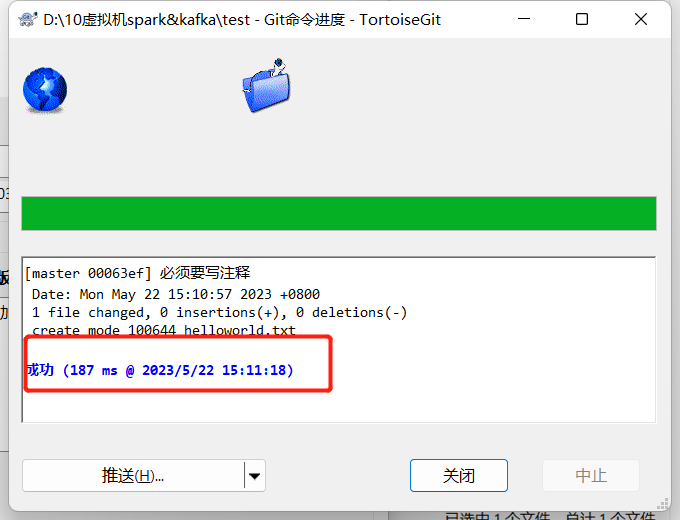 D:\10虚拟机spark&kafka\test - Git命令进度 - TortoiseGit
[master 00063ef] 必须要写注释
Date: Mon May 22 15:10:57 2023 +0800
1 file changed, 0 insertions(+), 0 deletions(-)
create mode 100644 helloworld.txt
成功 (187 ms @ 2023/5/22 15:11:18)
推送(H)...
关闭
中止